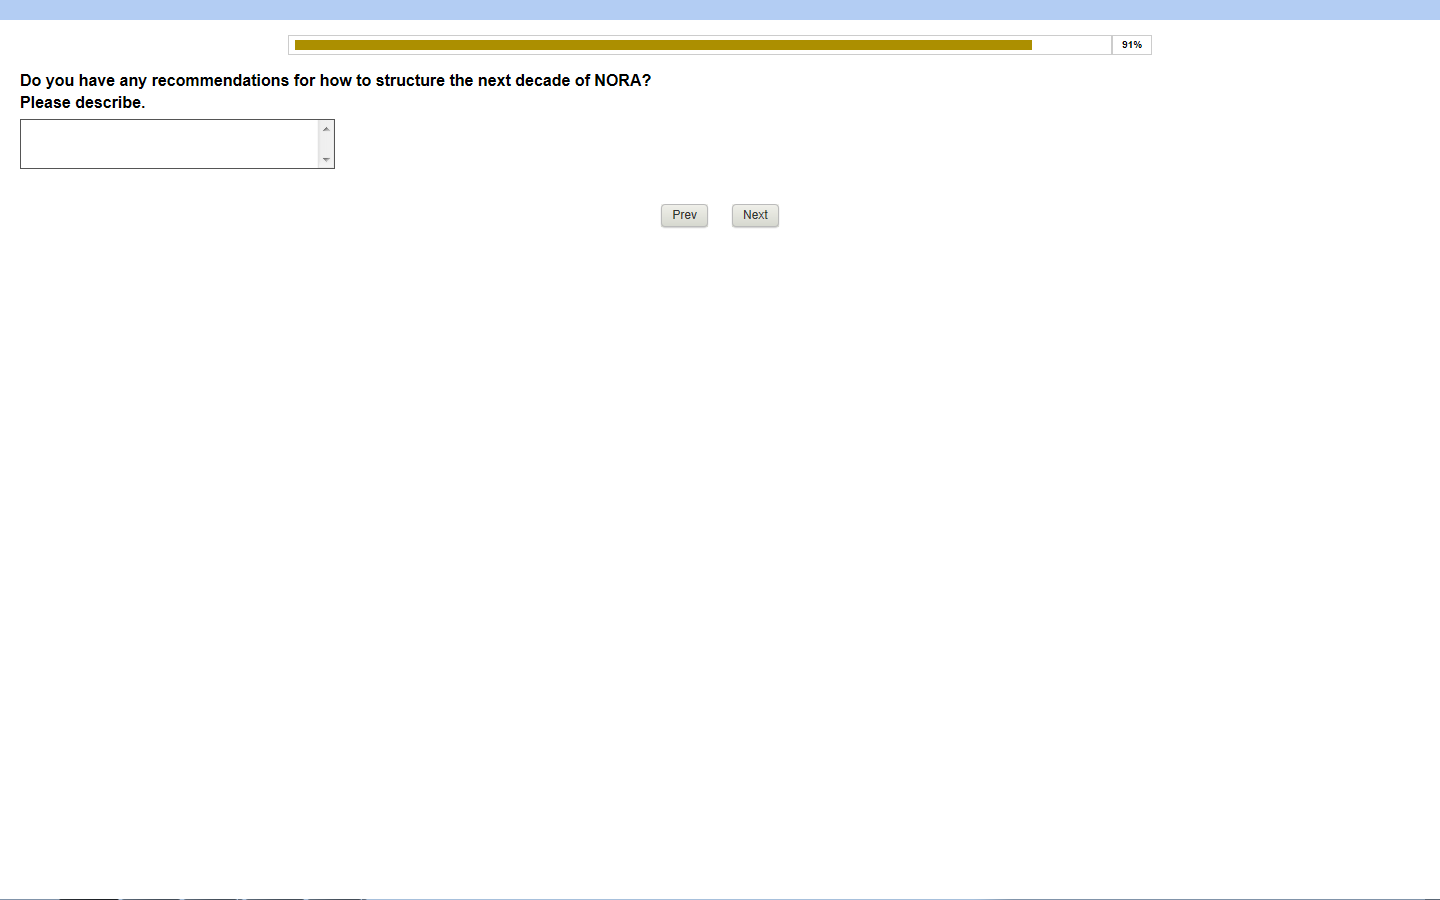 91%
Do you have any recommendations for how to structure the next decade of NORA?
Please describe.
Prev Next